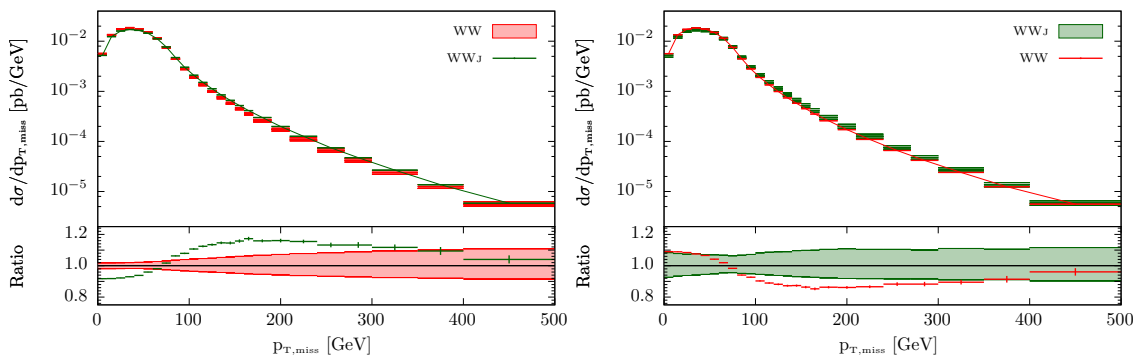 dσ/dp_T,miss [pb/GeV]
10⁻²
10⁻³
10⁻⁴
10⁻⁵
WW
WWJ
Ratio
1.2
1.0
0.8
0 100 200 300 400 500
p_T,miss [GeV]
dσ/dp_T,miss [pb/GeV]
10⁻²
10⁻³
10⁻⁴
10⁻⁵
WWJ
WW
Ratio
1.2
1.0
0.8
0 100 200 300 400 500
p_T,miss [GeV]